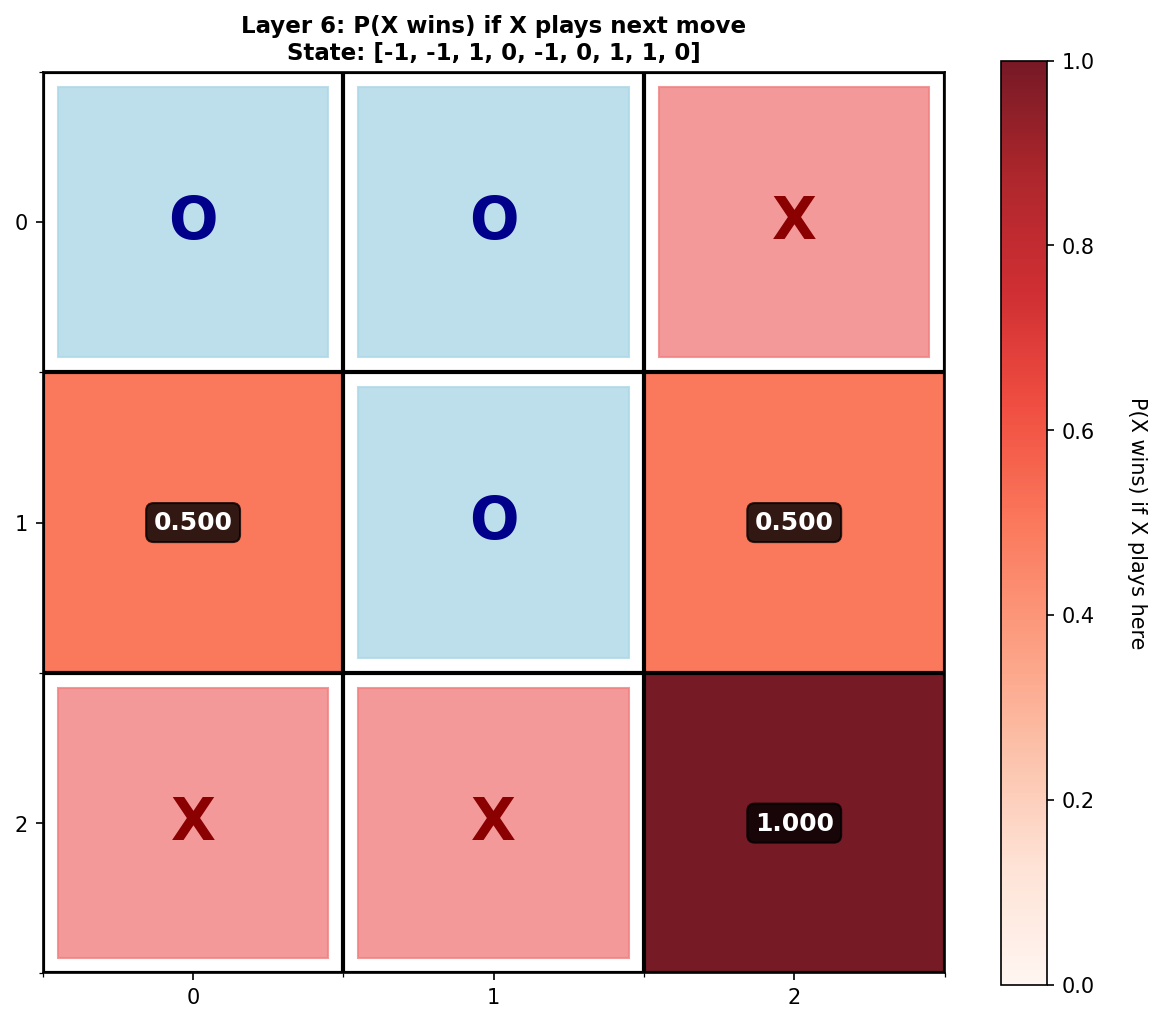 Layer 6: P(X wins) if X plays next move
State: [-1, -1, 1, 0, -1, 0, 1, 1, 0]
0
O
O
X
1
0.500
O
0.500
2
X
X
1.000
0
1
2
1.0
0.8
0.6
0.4
0.2
0.0
P(X wins) if X plays here